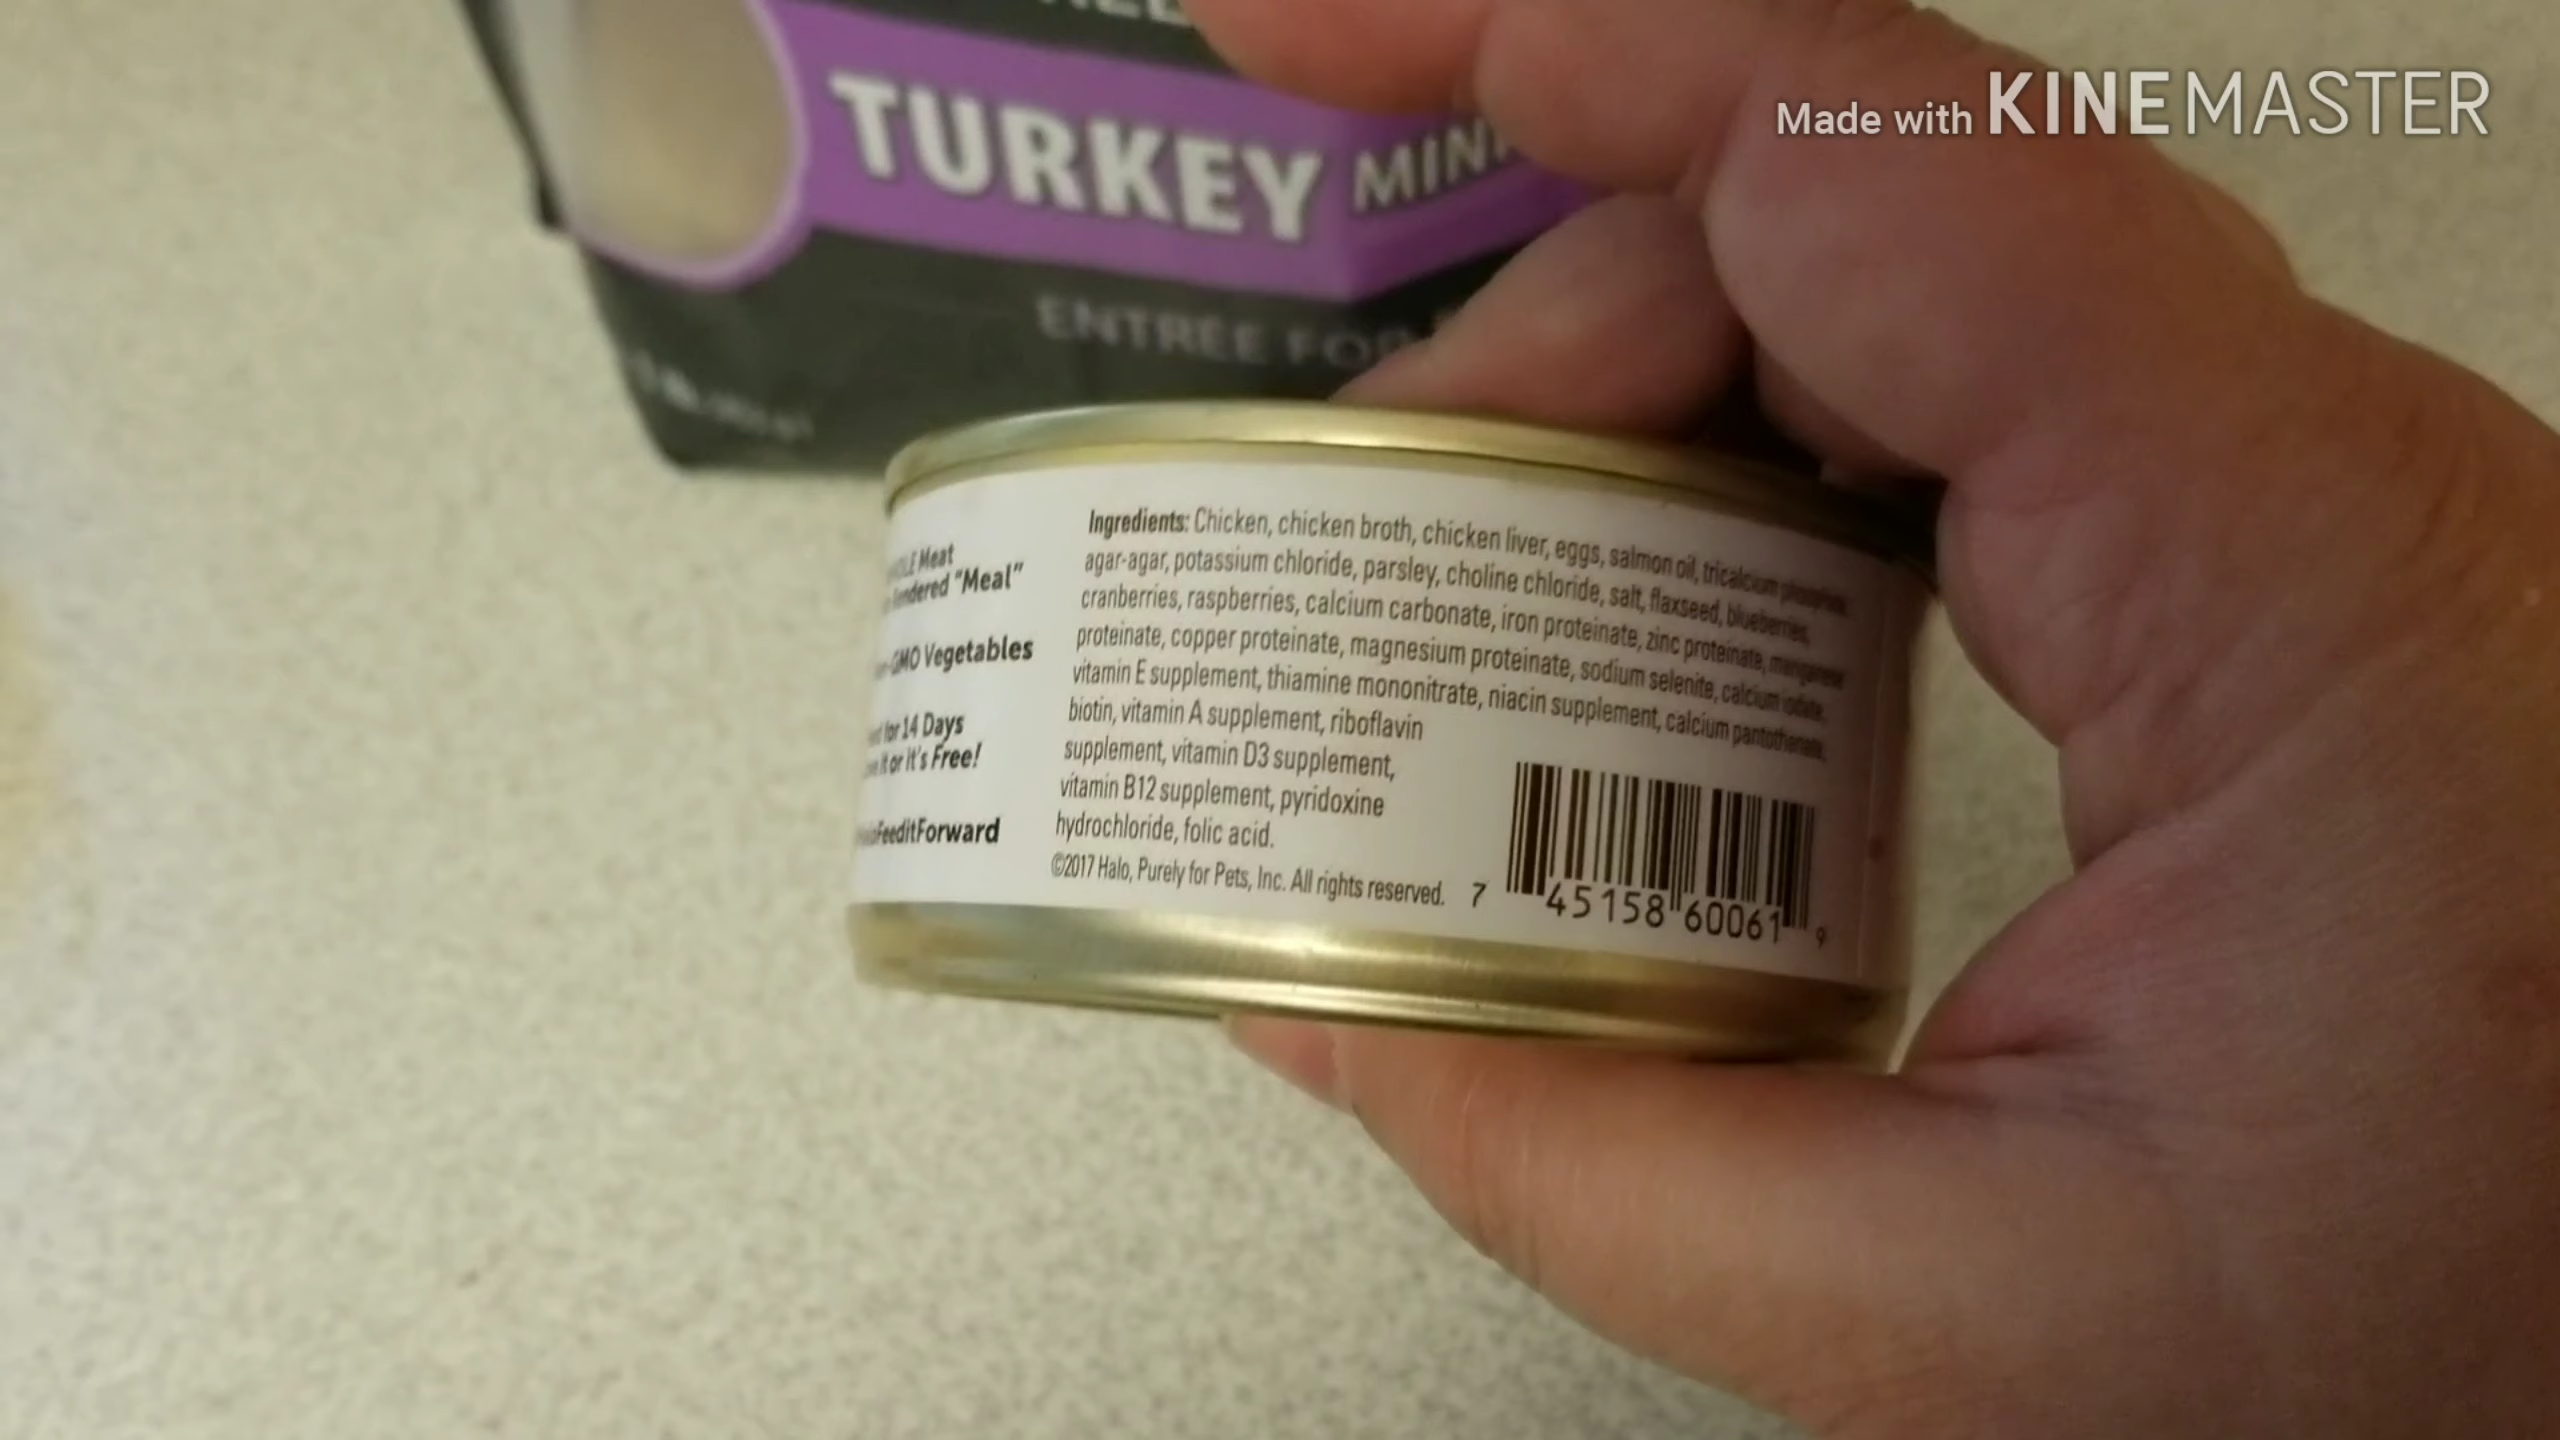 Made with KINEMASTER
TURKEY
ENTRÉE FOR
Meat
"Meal"
Vegetables
for 14 Days
It or It's Free!
Ingredients: Chicken, chicken broth, chicken liver, eggs, salmon oil, tricalcium phosphate,
agar-agar, potassium chloride, parsley, choline chloride, salt, flaxseed, blueberries,
cranberries, raspberries, calcium carbonate, iron proteinate, zinc proteinate, manganese
proteinate, copper proteinate, magnesium proteinate, sodium selenite, calcium iodate,
vitamin E supplement, thiamine mononitrate, niacin supplement, calcium pantothenate,
biotin, vitamin A supplement, riboflavin
supplement, vitamin D3 supplement,
vitamin B12 supplement, pyridoxine
hydrochloride, folic acid.
©2017 Halo, Purely for Pets, Inc. All rights reserved.
7 45158 60061 9